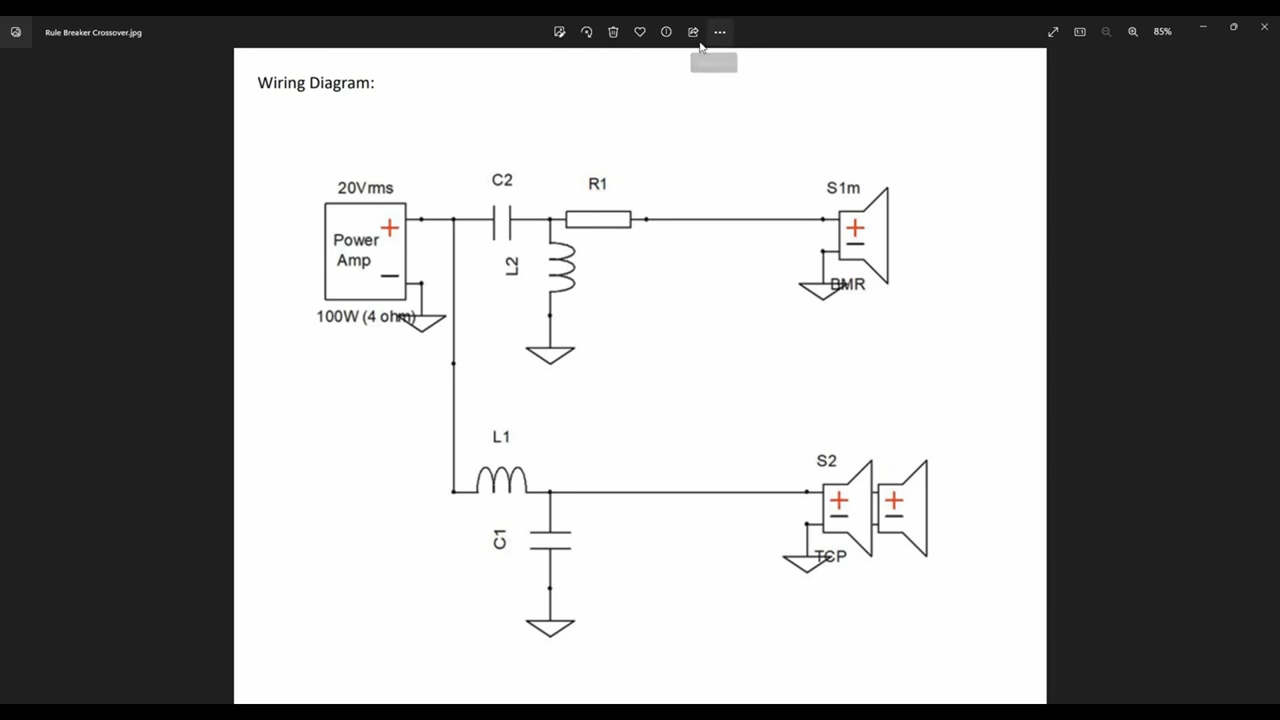 Rule Breaker Crossover.jpg
85%
Wiring Diagram:
20Vrms
C2
R1
S1m
+
Power
Amp
−
L2
+
−
BMR
100W (4 ohm)
L1
S2
+
−
+
−
C1
TCP